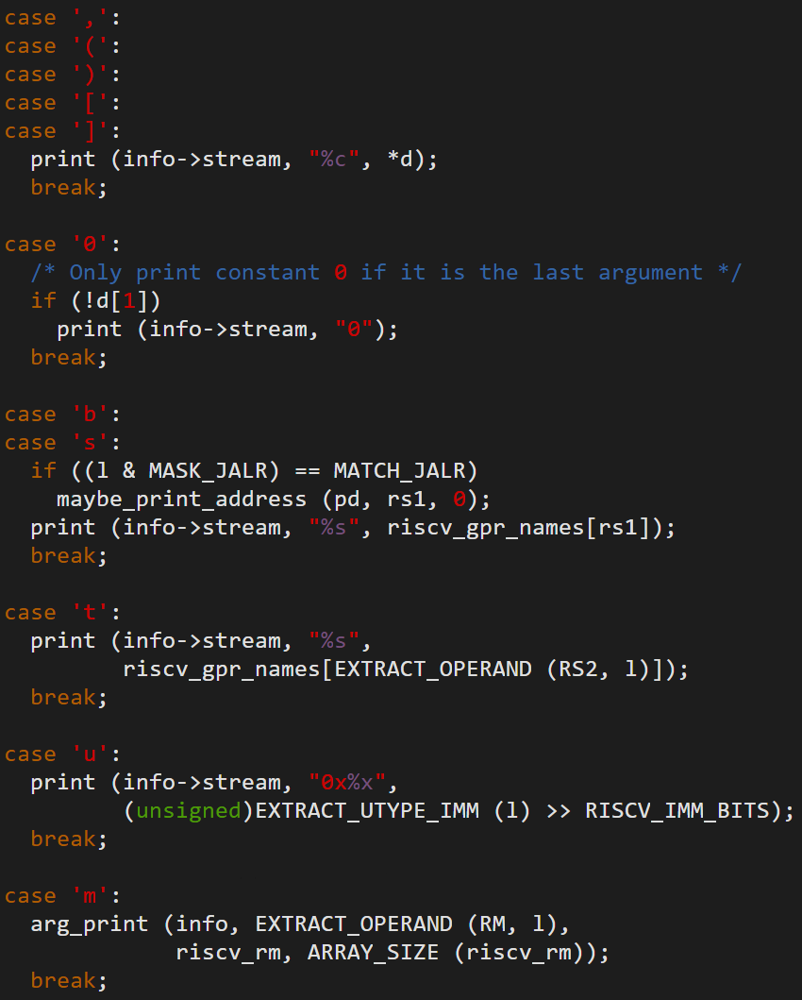 case ',':
case '(':
case ')':
case '[':
case ']':
  print (info->stream, "%c", *d);
  break;

case '0':
  /* Only print constant 0 if it is the last argument */
  if (!d[1])
    print (info->stream, "0");
  break;

case 'b':
case 's':
  if ((l & MASK_JALR) == MATCH_JALR)
    maybe_print_address (pd, rs1, 0);
  print (info->stream, "%s", riscv_gpr_names[rs1]);
  break;

case 't':
  print (info->stream, "%s",
         riscv_gpr_names[EXTRACT_OPERAND (RS2, l)]);
  break;

case 'u':
  print (info->stream, "0x%x",
         (unsigned)EXTRACT_UTYPE_IMM (l) >> RISCV_IMM_BITS);
  break;

case 'm':
  arg_print (info, EXTRACT_OPERAND (RM, l),
             riscv_rm, ARRAY_SIZE (riscv_rm));
  break;